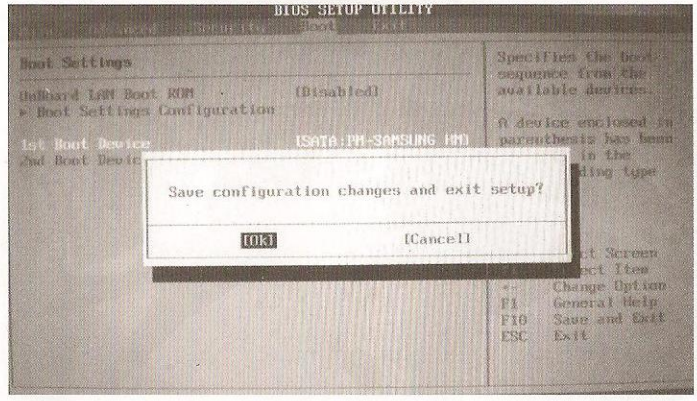 BIOS SETUP UTILITY
Advanced Security Boot Exit
Boot Settings
OnBoard LAN Boot ROM [Disabled]
▶ Boot Settings Configuration
1st Boot Device [SATA:PM-SAMSUNG HM]
2nd Boot Devic
Specifies the boot
sequence from the
available devices.
A device enclosed in
parenthesis has been
in the
ding type
Save configuration changes and exit setup?
[Ok] [Cancel]
ct Screen
ect Item
+- Change Option
F1 General Help
F10 Save and Exit
ESC Exit